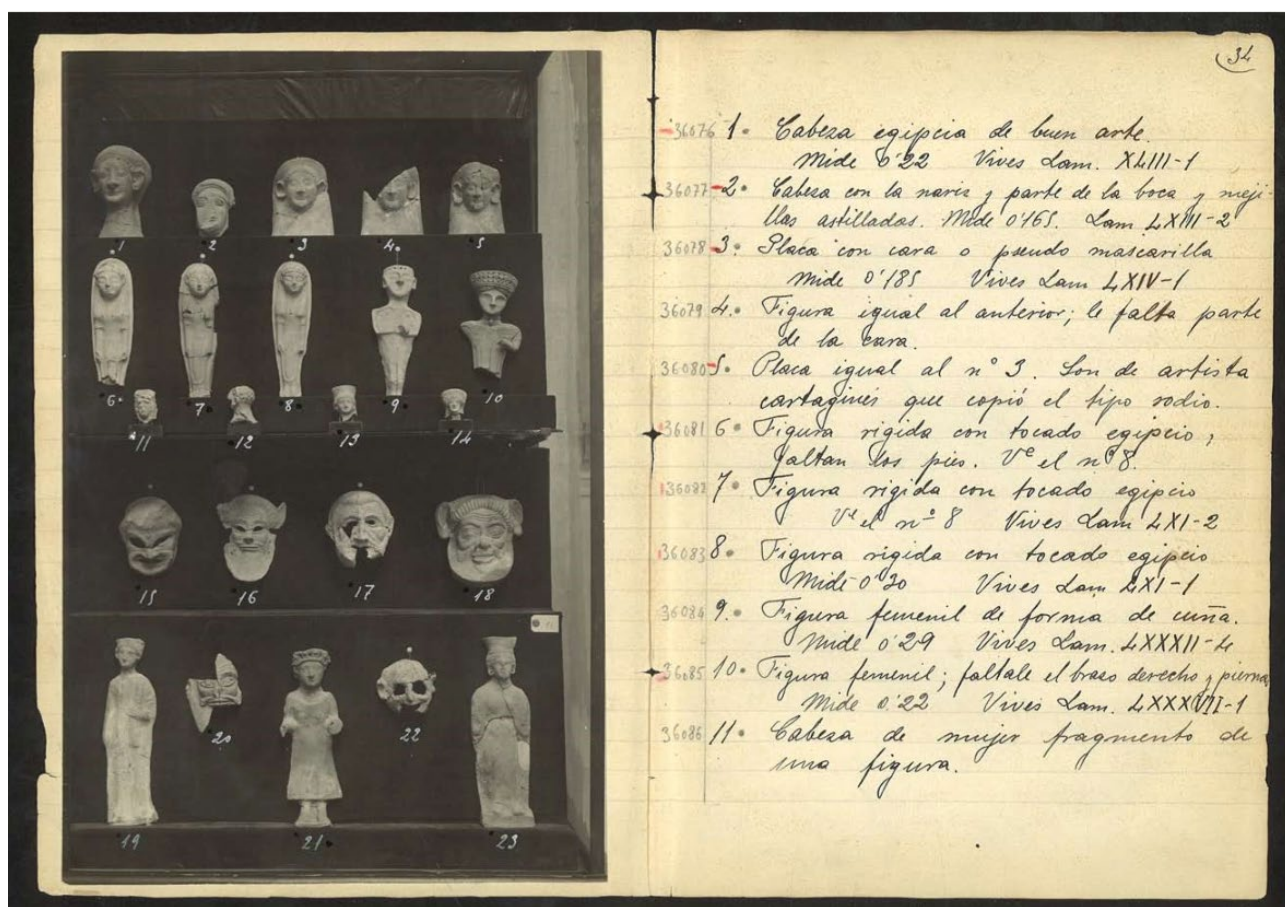 1 2 3 4 5
6 7 8 9 10
11 12 13 14
15 16 17 18
19 20 21 22 23
34
36076 1. Cabeza egipcia de buen arte.
Mide 0'22 Vives Lam. XLIII-1
36077 2. Cabeza con la nariz y parte de la boca y meji-
llas astilladas. Mide 0'165. Lam LXIII-2
36078 3. Placa con cara o pseudo mascarilla
Mide 0'185 Vives Lam LXIV-1
36079 4. Figura igual al anterior; le falta parte
de la cara.
36080 5. Placa igual al nº 3. Son de artista
cartaginés que copió el tipo rodio.
36081 6. Figura rigida con tocado egipcio,
faltan los pies. Vº el nº 8.
36082 7. Figura rigida con tocado egipcio
Vº el nº 8 Vives Lam LXI-2
36083 8. Figura rigida con tocado egipcio
Mide 0'30 Vives Lam LXI-1
36084 9. Figura femenil de forma de cuña.
Mide 0'29 Vives Lam. LXXXII-4
36085 10. Figura femenil; faltale el brazo derecho y piernas
Mide 0'22 Vives Lam. LXXXVII-1
36086 11. Cabeza de mujer fragmento de
una figura.